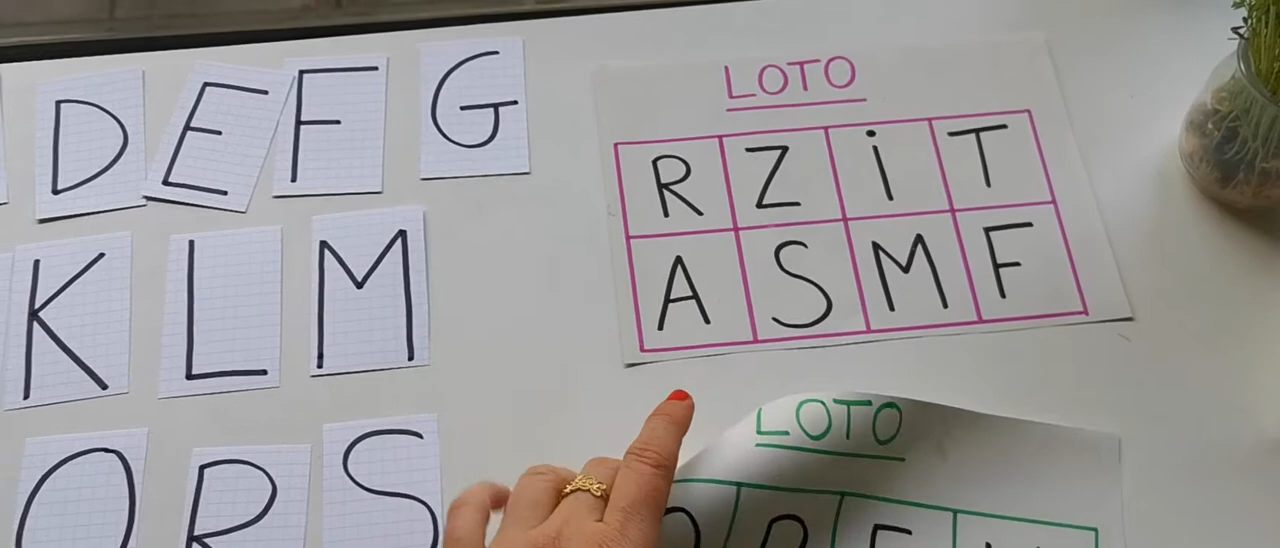 D E F G
K L M
R S
LOTO
R Z i T
A S M F
LOTO